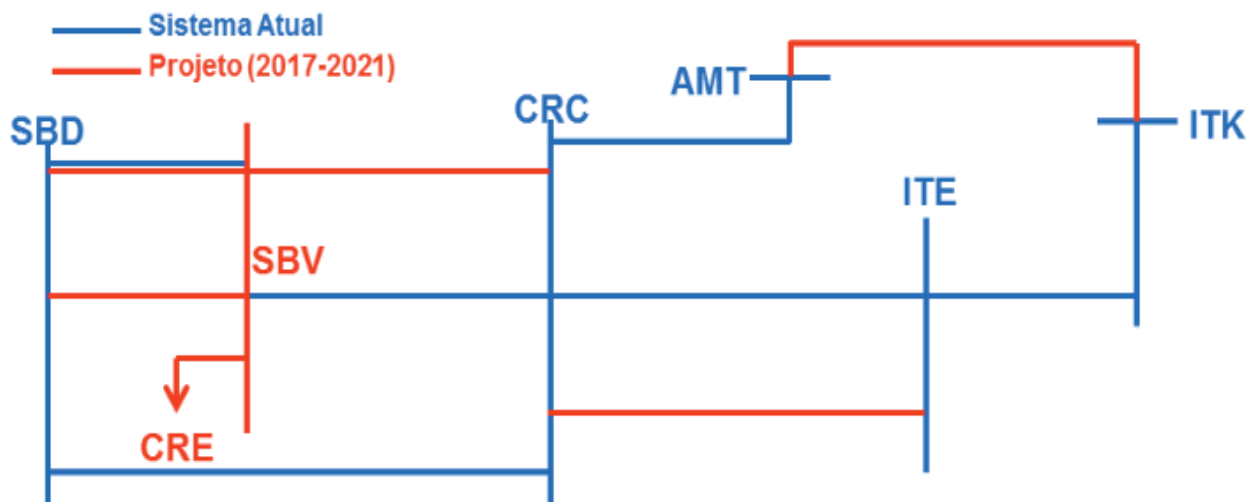 Sistema Atual
Projeto (2017-2021)
AMT
CRC
SBD
ITK
ITE
SBV
CRE